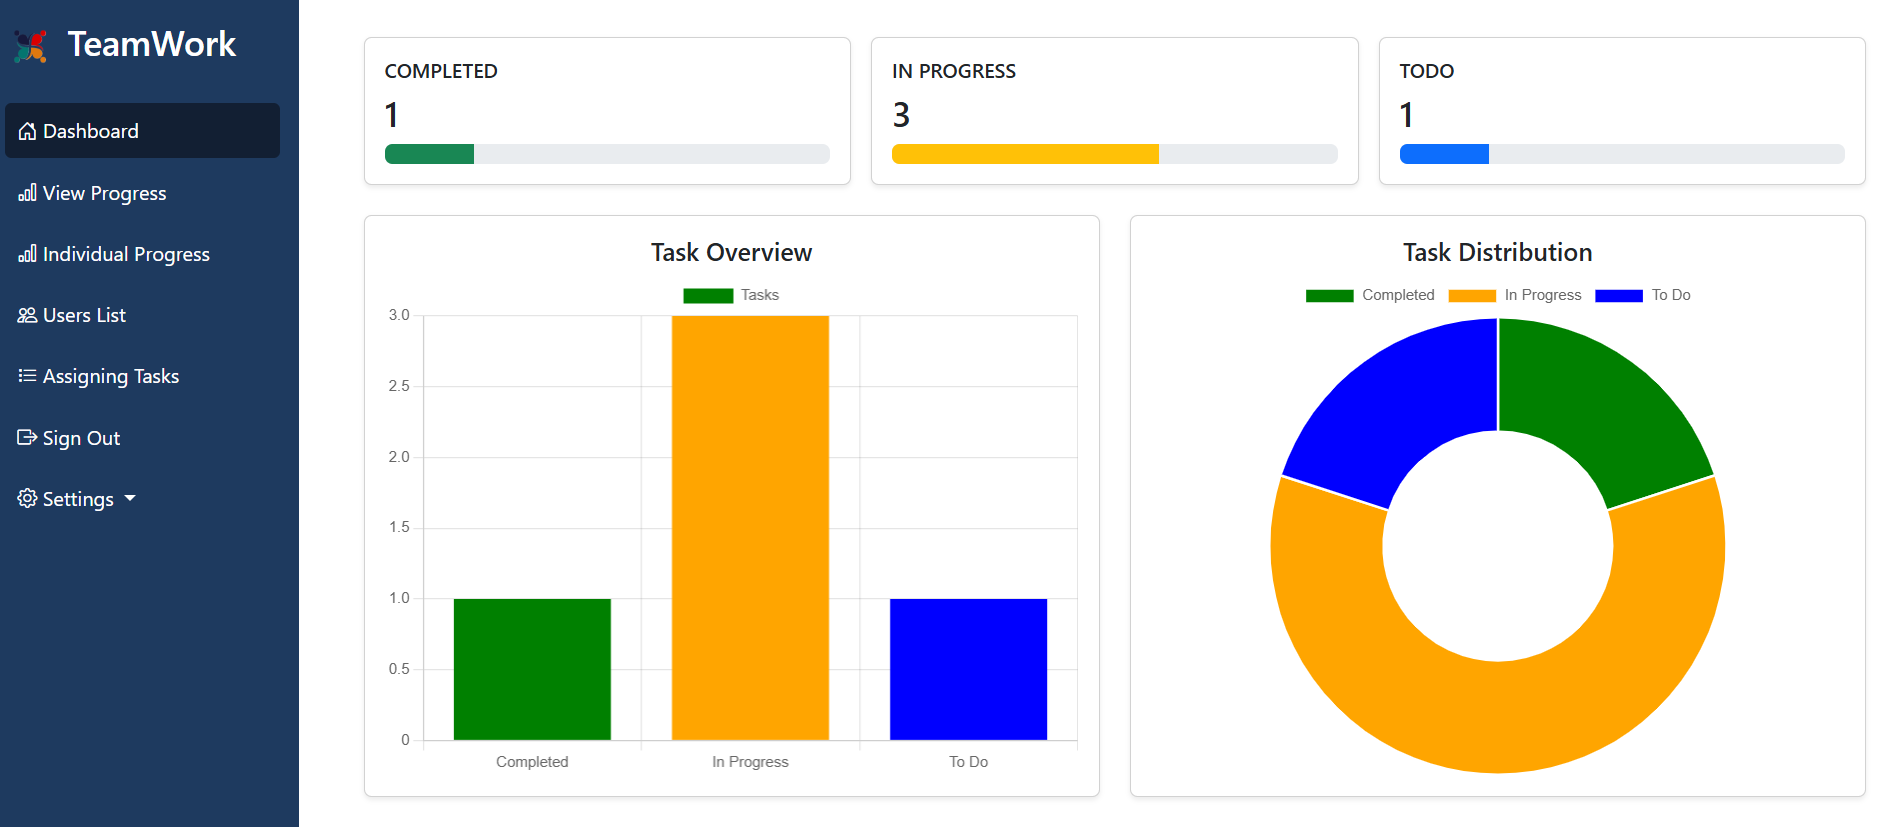 TeamWork
Dashboard
View Progress
Individual Progress
Users List
Assigning Tasks
Sign Out
Settings
COMPLETED
1
IN PROGRESS
3
TODO
1
Task Overview
Tasks
3.0
2.5
2.0
1.5
1.0
0.5
0
Completed In Progress To Do
Task Distribution
Completed In Progress To Do